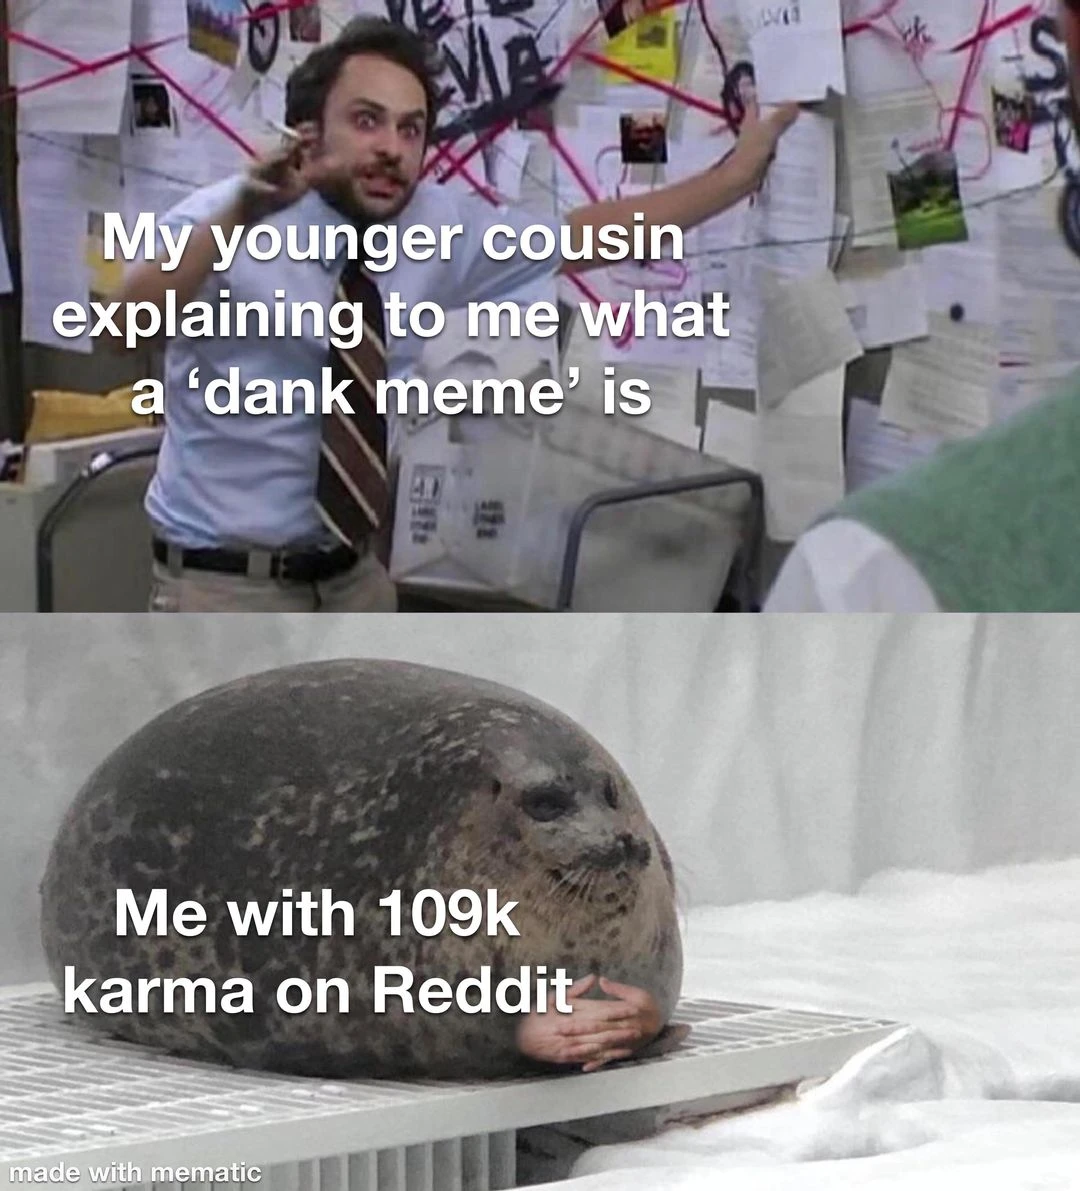 My younger cousin
explaining to me what
a ‘dank meme’ is
Me with 109k
karma on Reddit
made with mematic